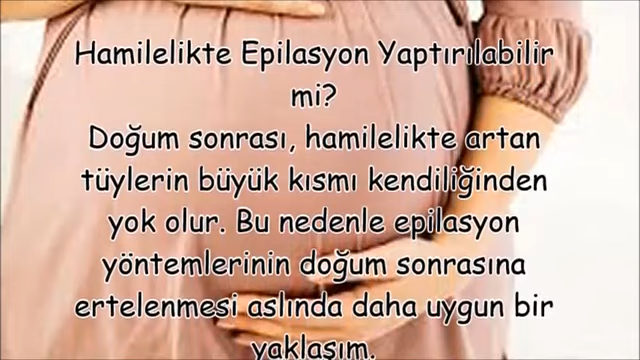 Hamilelikte Epilasyon Yaptırılabilir
mi?
Doğum sonrası, hamilelikte artan
tüylerin büyük kısmı kendiliğinden
yok olur. Bu nedenle epilasyon
yöntemlerinin doğum sonrasına
ertelenmesi aslında daha uygun bir
yaklaşım.